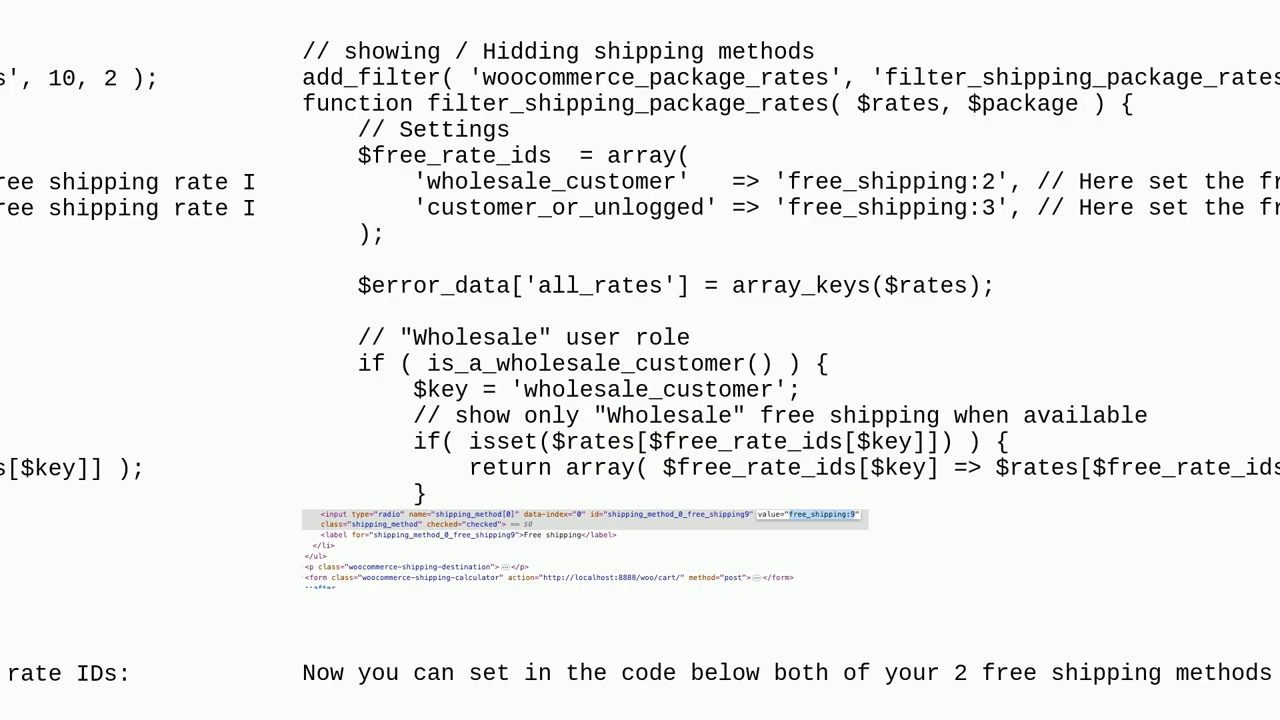 // showing / Hidding shipping methods
s', 10, 2 );
add_filter( 'woocommerce_package_rates', 'filter_shipping_package_rates
function filter_shipping_package_rates( $rates, $package ) {
// Settings
$free_rate_ids  = array(
ree shipping rate I
'wholesale_customer'   => 'free_shipping:2', // Here set the fr
ree shipping rate I
'customer_or_unlogged' => 'free_shipping:3', // Here set the fr
);
$error_data['all_rates'] = array_keys($rates);
// "Wholesale" user role
if ( is_a_wholesale_customer() ) {
$key = 'wholesale_customer';
// show only "Wholesale" free shipping when available
if( isset($rates[$free_rate_ids[$key]]) ) {
s[$key]] );
return array( $free_rate_ids[$key] => $rates[$free_rate_ids
}
<input type="radio" name="shipping_method[0]" data-index="0" id="shipping_method_0_free_shipping9" value="free_shipping:9"
class="shipping_method" checked="checked"> == $0
<label for="shipping_method_0_free_shipping9">Free shipping</label>
</li>
</ul>
<p class="woocommerce-shipping-destination">…</p>
<form class="woocommerce-shipping-calculator" action="http://localhost:8888/woo/cart/" method="post">…</form>
::after
rate IDs:
Now you can set in the code below both of your 2 free shipping methods